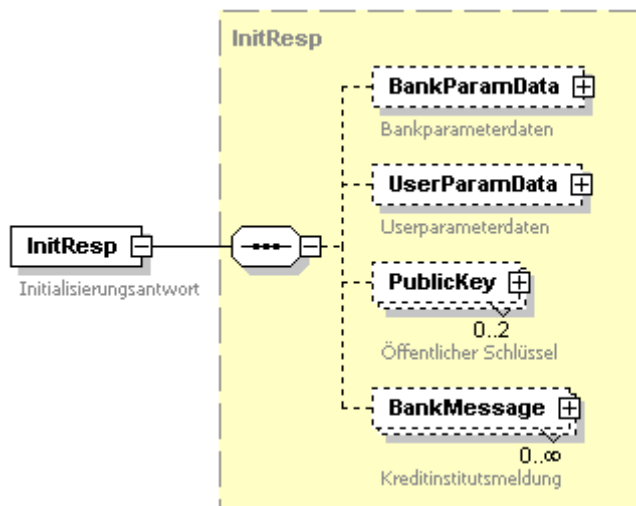 InitResp
BankParamData
Bankparameterdaten
UserParamData
Userparameterdaten
InitResp
Initialisierungsantwort
PublicKey
0..2
Öffentlicher Schlüssel
BankMessage
0..∞
Kreditinstitutsmeldung